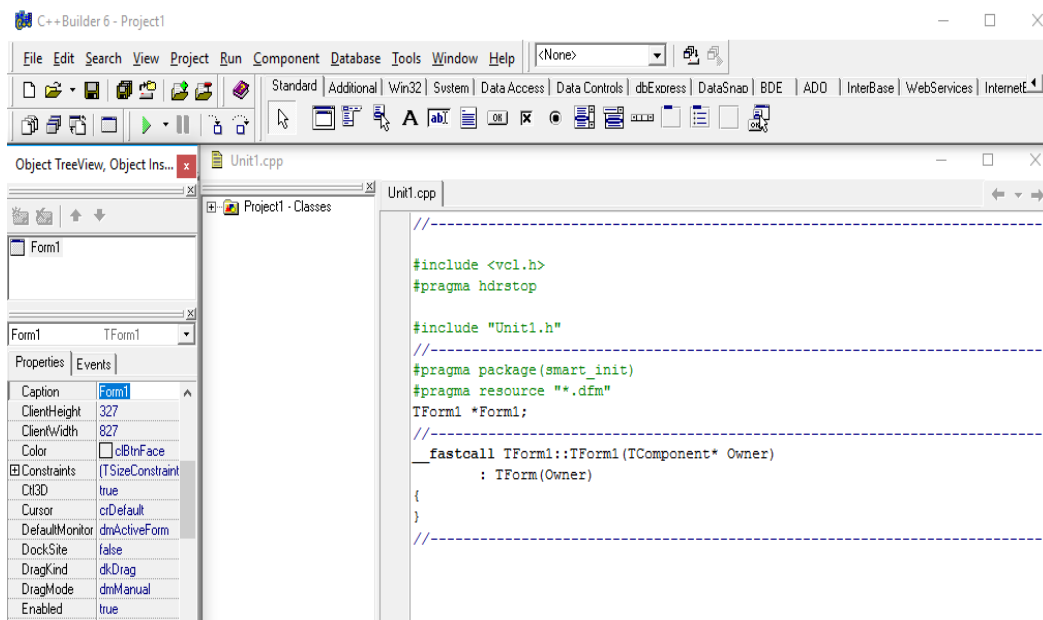 C++Builder 6 - Project1
File Edit Search View Project Run Component Database Tools Window Help <None>
Standard Additional Win32 System Data Access Data Controls dbExpress DataSnap BDE ADO InterBase WebServices InternetE
A ab OK OK
Object TreeView, Object Ins... x
Unit1.cpp
Form1
Form1 TForm1
Properties Events
Caption Form1
ClientHeight 327
ClientWidth 827
Color clBtnFace
Constraints (TSizeConstraint
Ctl3D true
Cursor crDefault
DefaultMonitor dmActiveForm
DockSite false
DragKind dkDrag
DragMode dmManual
Enabled true
Project1 - Classes
Unit1.cpp
//---------------------------------------------------------------------------
#include <vcl.h>
#pragma hdrstop
#include "Unit1.h"
//---------------------------------------------------------------------------
#pragma package(smart_init)
#pragma resource "*.dfm"
TForm1 *Form1;
//---------------------------------------------------------------------------
__fastcall TForm1::TForm1(TComponent* Owner)
: TForm(Owner)
{
}
//---------------------------------------------------------------------------